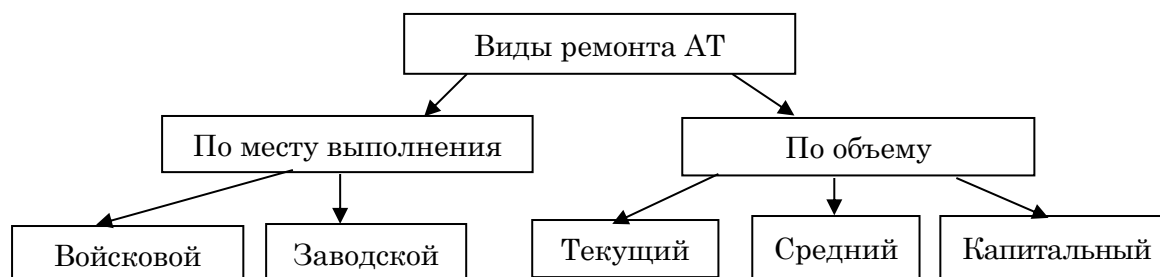 Виды ремонта АТ
По месту выполнения
По объему
Войсковой
Заводской
Текущий
Средний
Капитальный